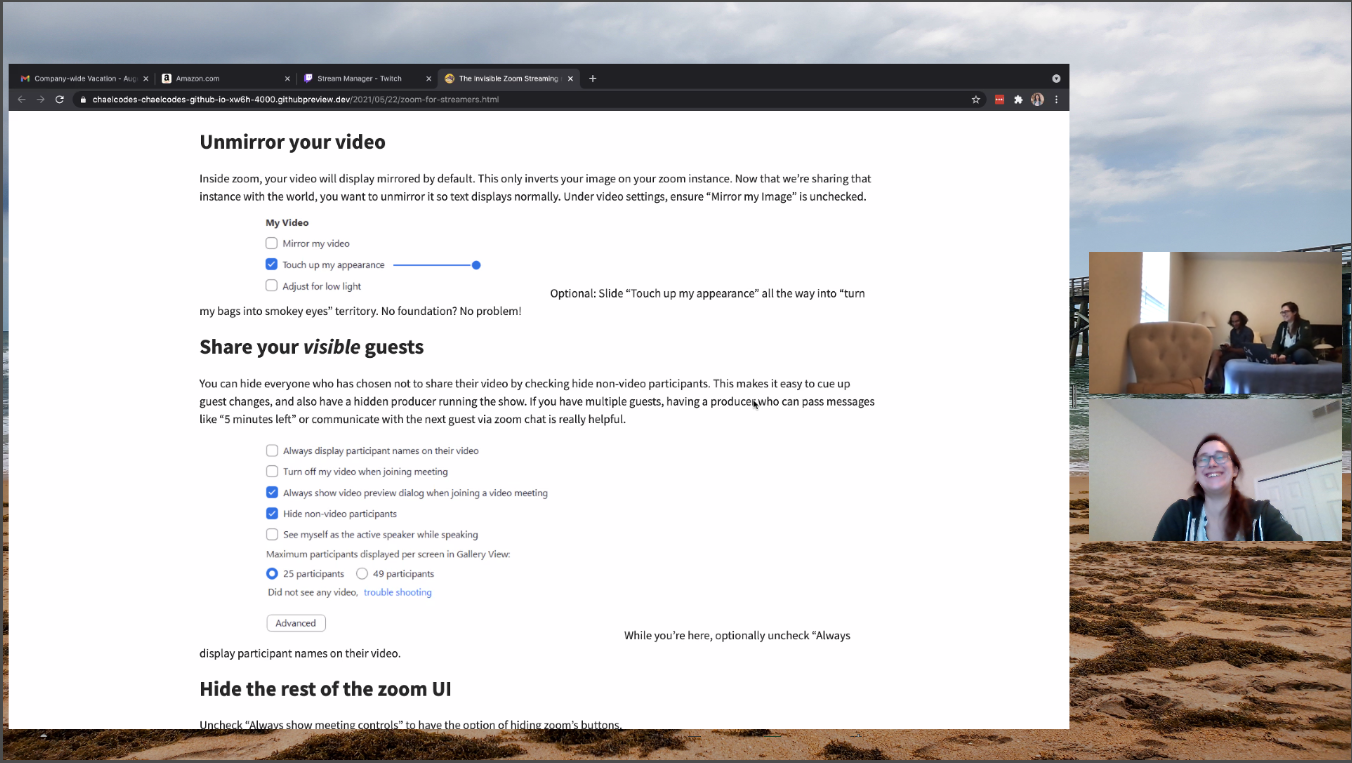 Company-wide Vacation - Aug
Amazon.com
Stream Manager - Twitch
The Invisible Zoom Streaming
chaelcodes-chaelcodes-github-io-xw6h-4000.githubpreview.dev/2021/05/22/zoom-for-streamers.html
Unmirror your video
Inside zoom, your video will display mirrored by default. This only inverts your image on your zoom instance. Now that we’re sharing that
instance with the world, you want to unmirror it so text displays normally. Under video settings, ensure “Mirror my Image” is unchecked.
My Video
Mirror my video
Touch up my appearance
Adjust for low light
Optional: Slide “Touch up my appearance” all the way into “turn
my bags into smokey eyes” territory. No foundation? No problem!
Share your visible guests
You can hide everyone who has chosen not to share their video by checking hide non-video participants. This makes it easy to cue up
guest changes, and also have a hidden producer running the show. If you have multiple guests, having a producer who can pass messages
like “5 minutes left” or communicate with the next guest via zoom chat is really helpful.
Always display participant names on their video
Turn off my video when joining meeting
Always show video preview dialog when joining a video meeting
Hide non-video participants
See myself as the active speaker while speaking
Maximum participants displayed per screen in Gallery View:
25 participants 49 participants
Did not see any video, trouble shooting
Advanced
While you’re here, optionally uncheck “Always
display participant names on their video.
Hide the rest of the zoom UI
Uncheck “Always show meeting controls” to have the option of hiding zoom’s buttons.